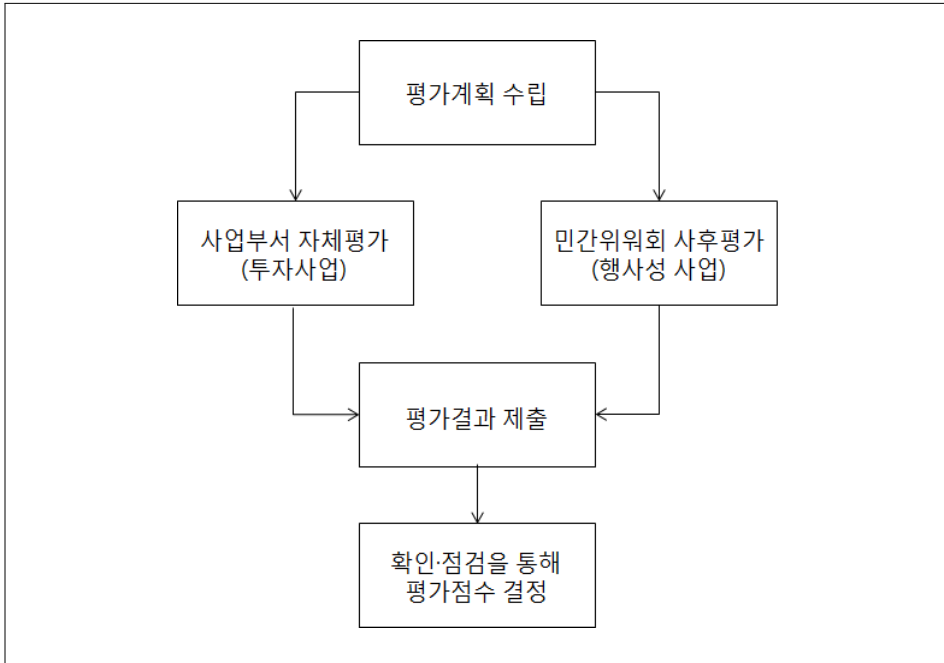 평가계획 수립
사업부서 자체평가
(투자사업)
민간위워회 사후평가
(행사성 사업)
평가결과 제출
확인·점검을 통해
평가점수 결정